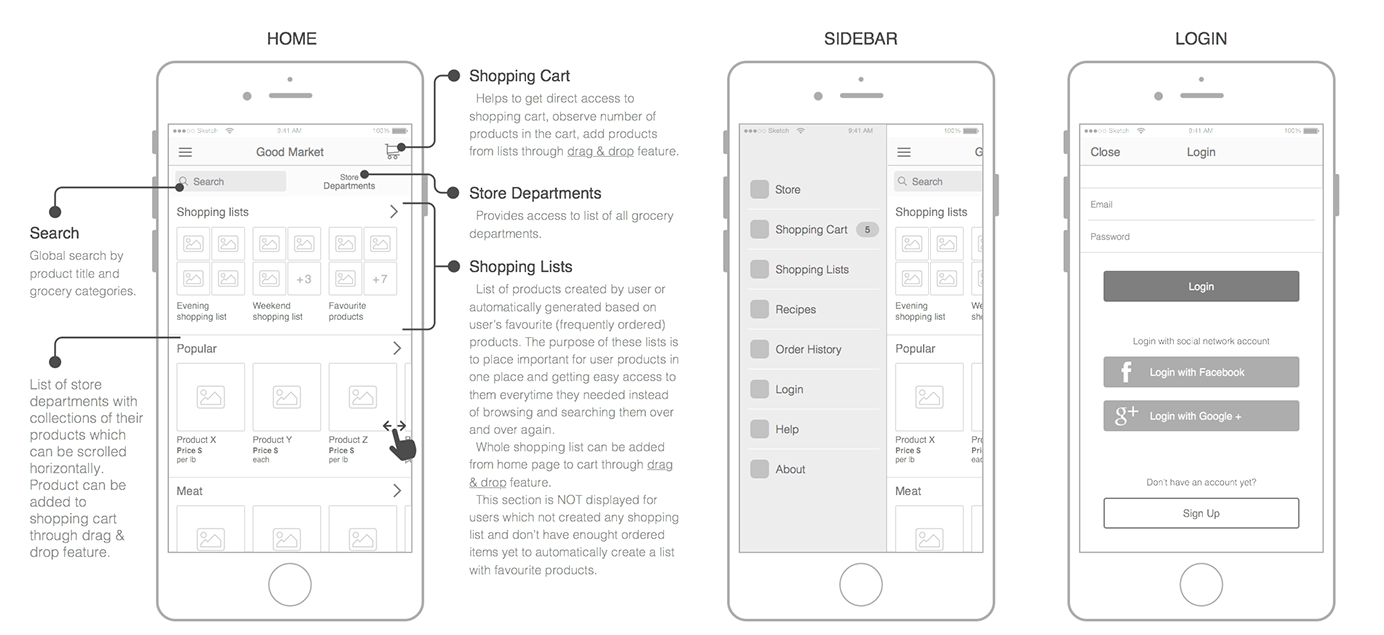 HOME
Shopping Cart
Helps to get direct access to
shopping cart, observe number of
products in the cart, add products
from lists through drag & drop feature.
Store Departments
Provides access to list of all grocery
departments.
Shopping Lists
List of products created by user or
automatically generated based on
user's favourite (frequently ordered)
products. The purpose of these lists is
to place important for user products in
one place and getting easy access to
them everytime they needed instead
of browsing and searching them over
and over again.
Whole shopping list can be added
from home page to cart through drag
& drop feature.
This section is NOT displayed for
users which not created any shopping
list and don't have enought ordered
items yet to automatically create a list
with favourite products.
Search
Global search by
product title and
grocery categories.
List of store
departments with
collections of their
products which
can be scrolled
horizontally.
Product can be
added to
shopping cart
through drag &
drop feature.
Sketch 9:41 AM 100%
Good Market
Search
Store
Departments
Shopping lists
+3 +7
Evening
shopping list
Weekend
shopping list
Favourite
products
Popular
Product X
Price $
per lb
Product Y
Price $
each
Product Z
Price $
per lb
Meat
SIDEBAR
Sketch 9:41 AM 100%
Store
Shopping Cart 5
Shopping Lists
Recipes
Order History
Login
Help
About
G
Search
Shopping lists
Evening
shopping list
Popular
Product X
Price $
per lb
Meat
LOGIN
Sketch 9:41 AM 100%
Close Login
Email
Password
Login
Login with social network account
f Login with Facebook
g+ Login with Google +
Don't have an account yet?
Sign Up